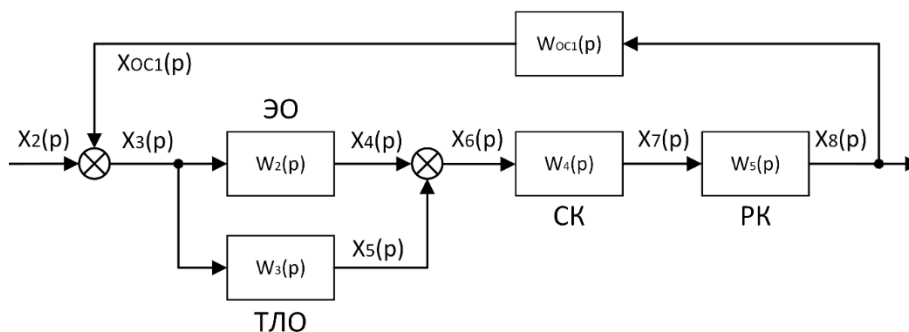 Wос1(p)
Xос1(p)
ЭО
X2(p)
X3(p)
W2(p)
X4(p)
X6(p)
W4(p)
X7(p)
W5(p)
X8(p)
СК
РК
W3(p)
X5(p)
ТЛО